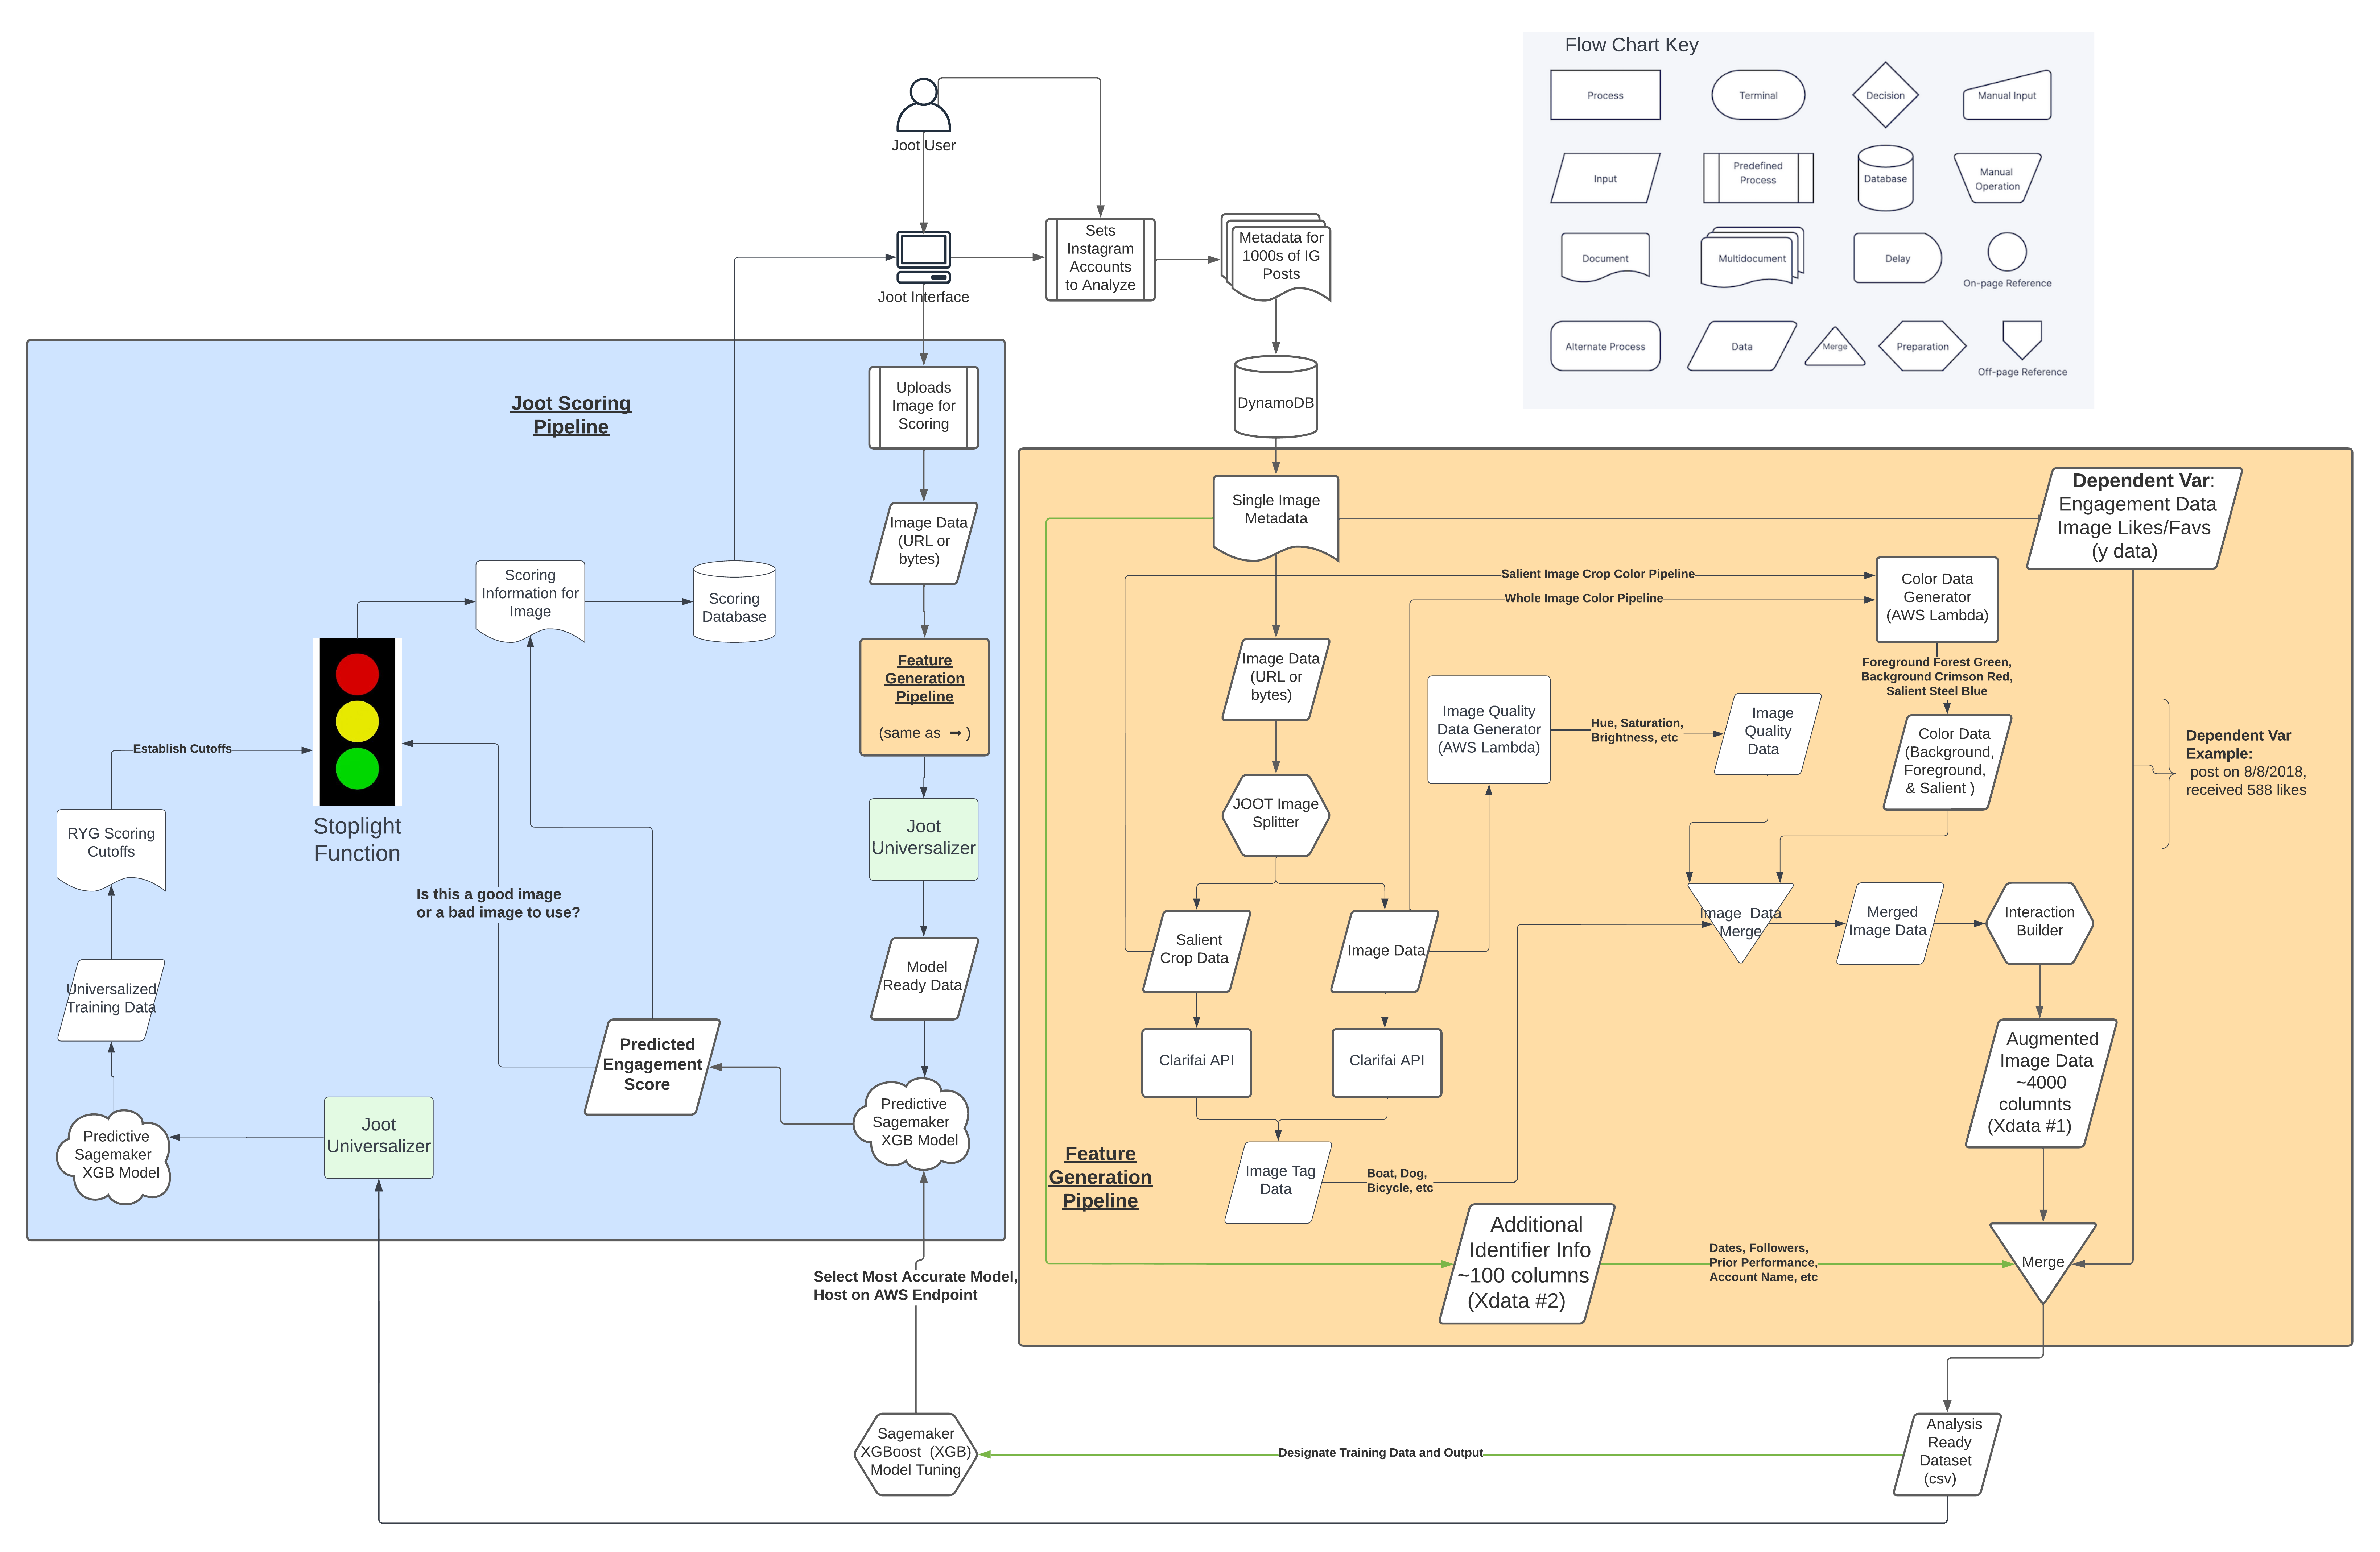 Flow Chart Key
Process
Terminal
Decision
Manual Input
Input
Predefined
Process
Database
Manual
Operation
Document
Multidocument
Delay
On-page Reference
Alternate Process
Data
Merge
Preparation
Off-page Reference
Joot User
Joot Interface
Sets
Instagram
Accounts
to Analyze
Metadata for
1000s of IG
Posts
DynamoDB
Joot Scoring
Pipeline
Uploads
Image for
Scoring
Image Data
(URL or
bytes)
Feature
Generation
Pipeline
(same as ➡ )
Joot
Universalizer
Model
Ready Data
Predictive
Sagemaker
XGB Model
Predicted
Engagement
Score
Scoring
Information for
Image
Scoring
Database
Stoplight
Function
Establish Cutoffs
RYG Scoring
Cutoffs
Is this a good image
or a bad image to use?
Universalized
Training Data
Predictive
Sagemaker
XGB Model
Joot
Universalizer
Select Most Accurate Model,
Host on AWS Endpoint
Sagemaker
XGBoost (XGB)
Model Tuning
Designate Training Data and Output
Analysis
Ready
Dataset
(csv)
Single Image
Metadata
Dependent Var:
Engagement Data
Image Likes/Favs
(y data)
Salient Image Crop Color Pipeline
Whole Image Color Pipeline
Color Data
Generator
(AWS Lambda)
Foreground Forest Green,
Background Crimson Red,
Salient Steel Blue
Color Data
(Background,
Foreground,
& Salient )
Image Data
(URL or
bytes)
Image Quality
Data Generator
(AWS Lambda)
Hue, Saturation,
Brightness, etc
Image
Quality
Data
Dependent Var
Example:
post on 8/8/2018,
received 588 likes
JOOT Image
Splitter
Salient
Crop Data
Image Data
Image Data
Merge
Merged
Image Data
Interaction
Builder
Clarifai API
Clarifai API
Augmented
Image Data
~4000
columnts
(Xdata #1)
Feature
Generation
Pipeline
Image Tag
Data
Boat, Dog,
Bicycle, etc
Additional
Identifier Info
~100 columns
(Xdata #2)
Dates, Followers,
Prior Performance,
Account Name, etc
Merge